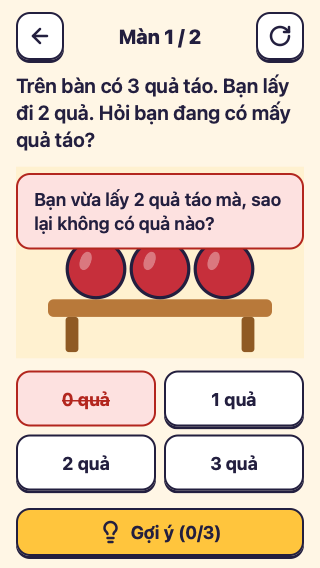 Màn 1 / 2
Trên bàn có 3 quả táo. Bạn lấy
đi 2 quả. Hỏi bạn đang có mấy
quả táo?
Bạn vừa lấy 2 quả táo mà, sao
lại không có quả nào?
0 quả
1 quả
2 quả
3 quả
Gợi ý (0/3)